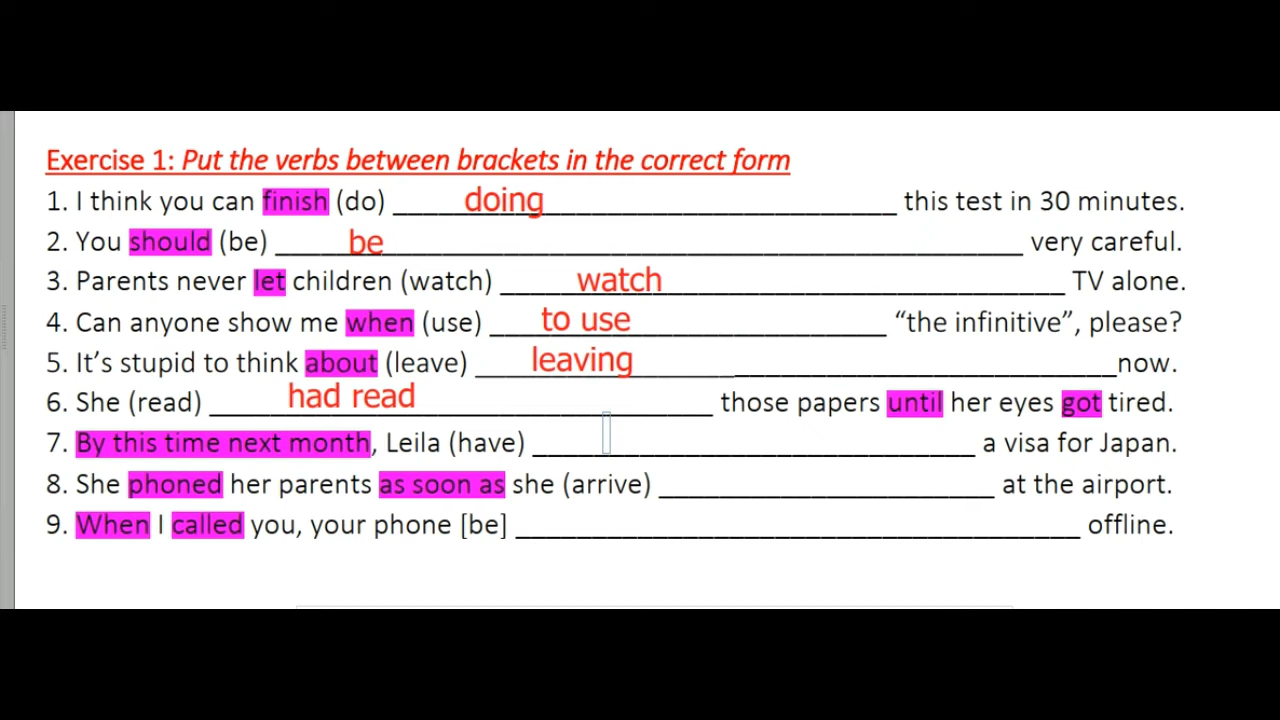 Exercise 1: Put the verbs between brackets in the correct form
1. I think you can finish (do) doing this test in 30 minutes.
2. You should (be) be very careful.
3. Parents never let children (watch) watch TV alone.
4. Can anyone show me when (use) to use “the infinitive”, please?
5. It’s stupid to think about (leave) leaving now.
6. She (read) had read those papers until her eyes got tired.
7. By this time next month, Leila (have) ____________________ a visa for Japan.
8. She phoned her parents as soon as she (arrive) ____________________ at the airport.
9. When I called you, your phone [be] ____________________ offline.